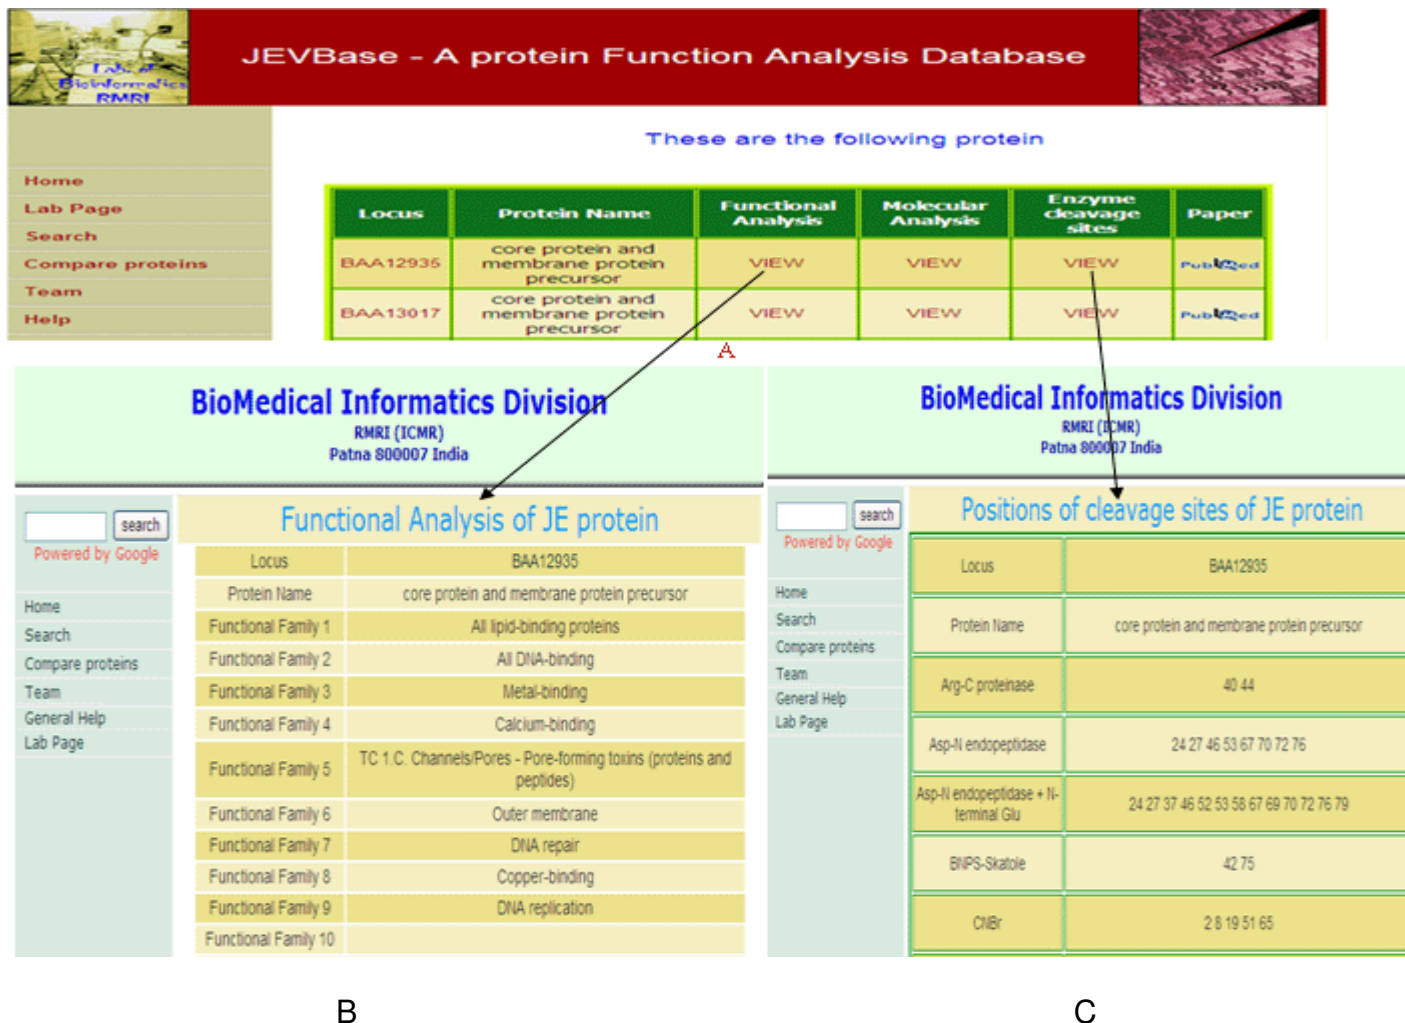 Lab. of
Bioinformatics
RMRI
JEVBase - A protein Function Analysis Database
These are the following protein
Home
Lab Page
Search
Compare proteins
Team
Help
Locus
Protein Name
Functional
Analysis
Molecular
Analysis
Enzyme
cleavage
sites
Paper
BAA12935
core protein and
membrane protein
precursor
VIEW
VIEW
VIEW
PubMed
BAA13017
core protein and
membrane protein
precursor
VIEW
VIEW
VIEW
PubMed
A
BioMedical Informatics Division
RMRI (ICMR)
Patna 800007 India
search
Powered by Google
Home
Search
Compare proteins
Team
General Help
Lab Page
Functional Analysis of JE protein
Locus BAA12935
Protein Name core protein and membrane protein precursor
Functional Family 1 All lipid-binding proteins
Functional Family 2 All DNA-binding
Functional Family 3 Metal-binding
Functional Family 4 Calcium-binding
Functional Family 5 TC 1.C. Channels/Pores - Pore-forming toxins (proteins and
peptides)
Functional Family 6 Outer membrane
Functional Family 7 DNA repair
Functional Family 8 Copper-binding
Functional Family 9 DNA replication
Functional Family 10
BioMedical Informatics Division
RMRI (ICMR)
Patna 800007 India
search
Powered by Google
Home
Search
Compare proteins
Team
General Help
Lab Page
Positions of cleavage sites of JE protein
Locus BAA12935
Protein Name core protein and membrane protein precursor
Arg-C proteinase 40 44
Asp-N endopeptidase 24 27 46 53 67 70 72 76
Asp-N endopeptidase + N-
terminal Glu 24 27 37 46 52 53 58 67 69 70 72 76 79
BNPS-Skatole 42 75
CNBr 2 8 19 51 65
B
C